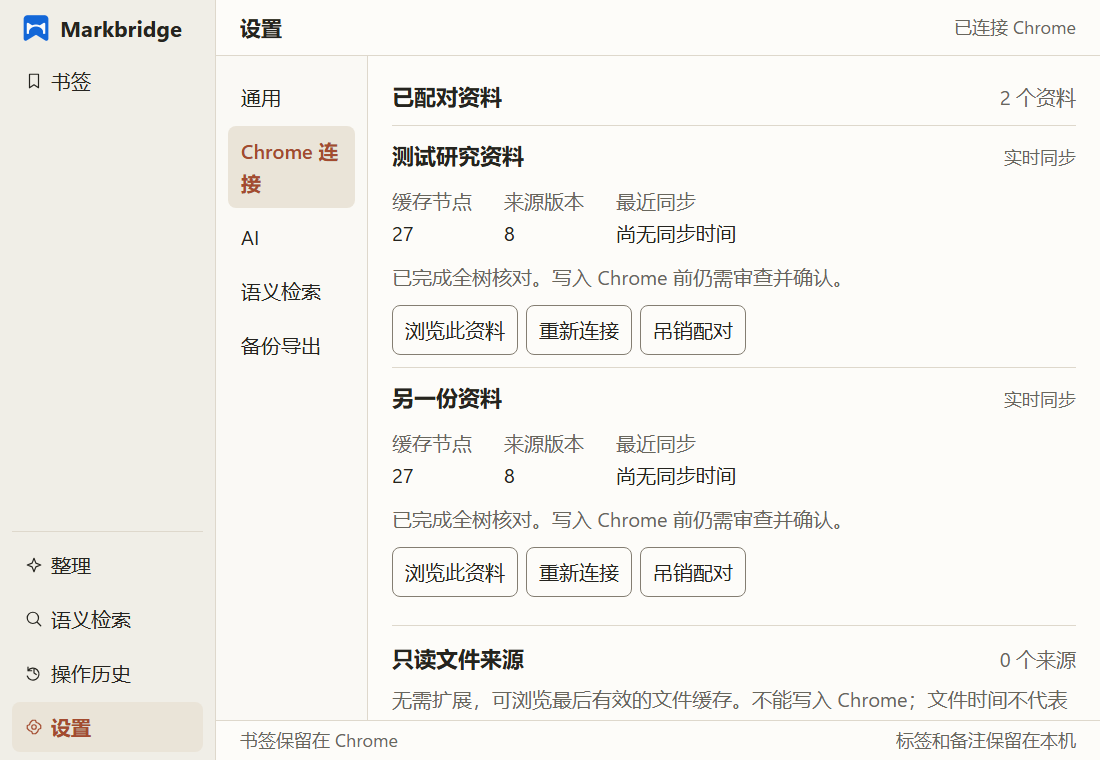 Markbridge
书签
整理
语义检索
操作历史
设置
设置
已连接 Chrome
通用
Chrome 连
接
AI
语义检索
备份导出
已配对资料
2 个资料
测试研究资料
实时同步
缓存节点 来源版本 最近同步
27 8 尚无同步时间
已完成全树核对。写入 Chrome 前仍需审查并确认。
浏览此资料 重新连接 吊销配对
另一份资料
实时同步
缓存节点 来源版本 最近同步
27 8 尚无同步时间
已完成全树核对。写入 Chrome 前仍需审查并确认。
浏览此资料 重新连接 吊销配对
只读文件来源
0 个来源
无需扩展，可浏览最后有效的文件缓存。不能写入 Chrome；文件时间不代表
书签保留在 Chrome
标签和备注保留在本机